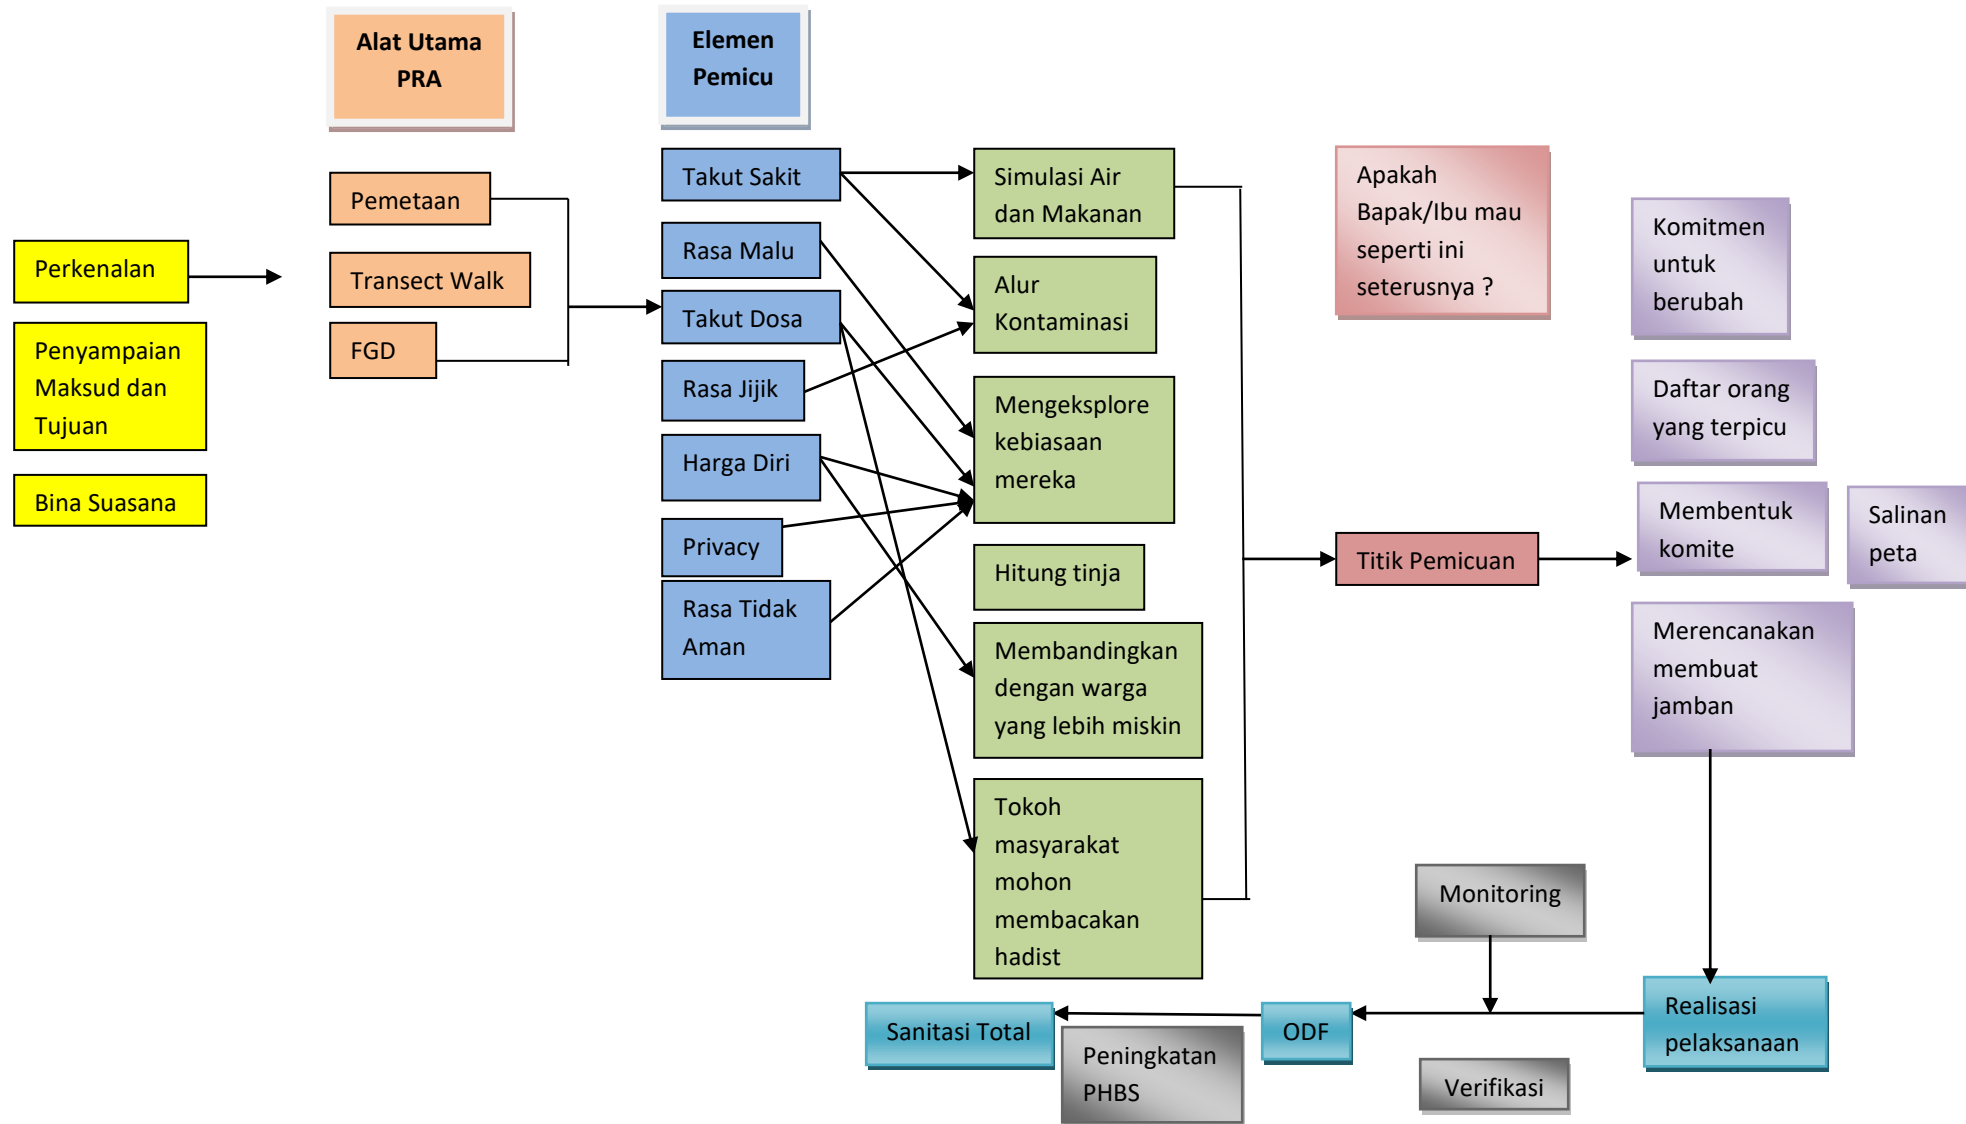 Alat Utama
PRA
Elemen
Pemicu
Perkenalan
Penyampaian
Maksud dan
Tujuan
Bina Suasana
Pemetaan
Transect Walk
FGD
Takut Sakit
Rasa Malu
Takut Dosa
Rasa Jijik
Harga Diri
Privacy
Rasa Tidak
Aman
Simulasi Air
dan Makanan
Alur
Kontaminasi
Mengeksplore
kebiasaan
mereka
Hitung tinja
Membandingkan
dengan warga
yang lebih miskin
Tokoh
masyarakat
mohon
membacakan
hadist
Apakah
Bapak/Ibu mau
seperti ini
seterusnya ?
Titik Pemicuan
Komitmen
untuk
berubah
Daftar orang
yang terpicu
Membentuk
komite
Salinan
peta
Merencanakan
membuat
jamban
Monitoring
Realisasi
pelaksanaan
Verifikasi
ODF
Peningkatan
PHBS
Sanitasi Total